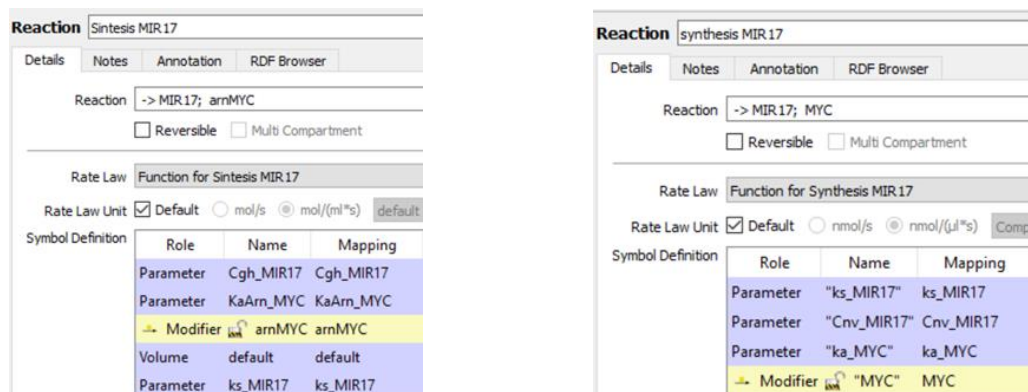 Reaction Sintesis MIR17
Details Notes Annotation RDF Browser
Reaction -> MIR17; arnMYC
Reversible Multi Compartment
Rate Law Function for Sintesis MIR17
Rate Law Unit Default mol/s mol/(ml*s) default
Symbol Definition
Role Name Mapping
Parameter Cgh_MIR17 Cgh_MIR17
Parameter KaArn_MYC KaArn_MYC
Modifier arnMYC arnMYC
Volume default default
Parameter ks_MIR17 ks_MIR17
Reaction synthesis MIR17
Details Notes Annotation RDF Browser
Reaction -> MIR17; MYC
Reversible Multi Compartment
Rate Law Function for Synthesis MIR17
Rate Law Unit Default nmol/s nmol/(µl*s) Comp
Symbol Definition
Role Name Mapping
Parameter "ks_MIR17" ks_MIR17
Parameter "Cnv_MIR17" Cnv_MIR17
Parameter "ka_MYC" ka_MYC
Modifier "MYC" MYC